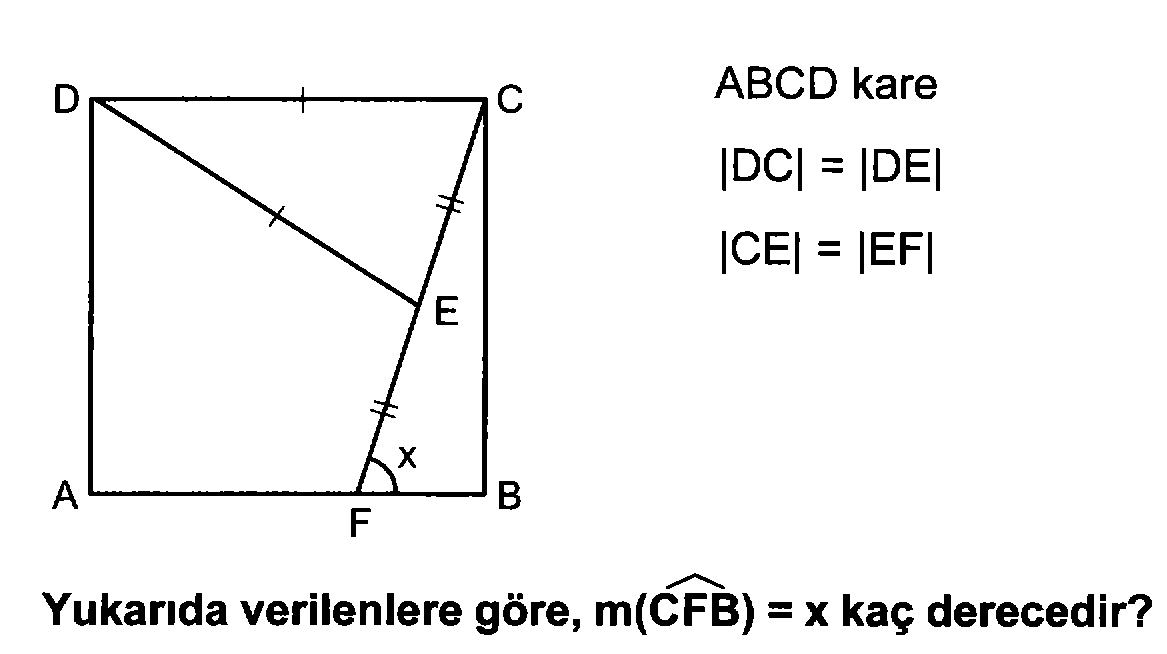 D
C
ABCD kare
|DC| = |DE|
|CE| = |EF|
E
x
A
F
B
Yukarıda verilenlere göre, m(CFB) = x kaç derecedir?